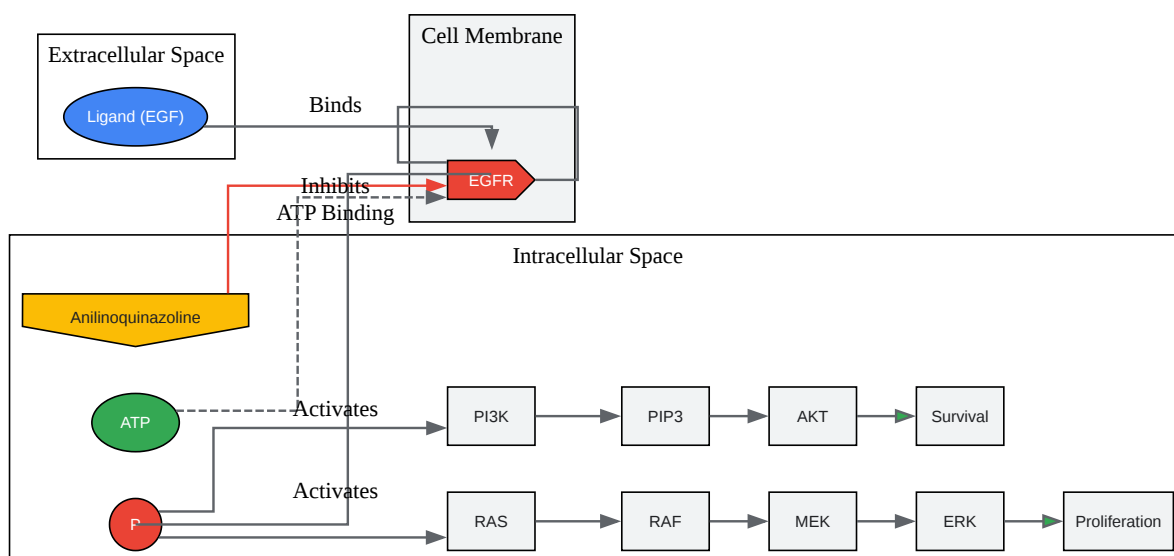 Cell Membrane
Extracellular Space
Ligand (EGF)
Binds
EGFR
Inhibits
ATP Binding
Intracellular Space
Anilinoquinazoline
ATP
Activates
PI3K
PIP3
AKT
Survival
P
Activates
RAS
RAF
MEK
ERK
Proliferation